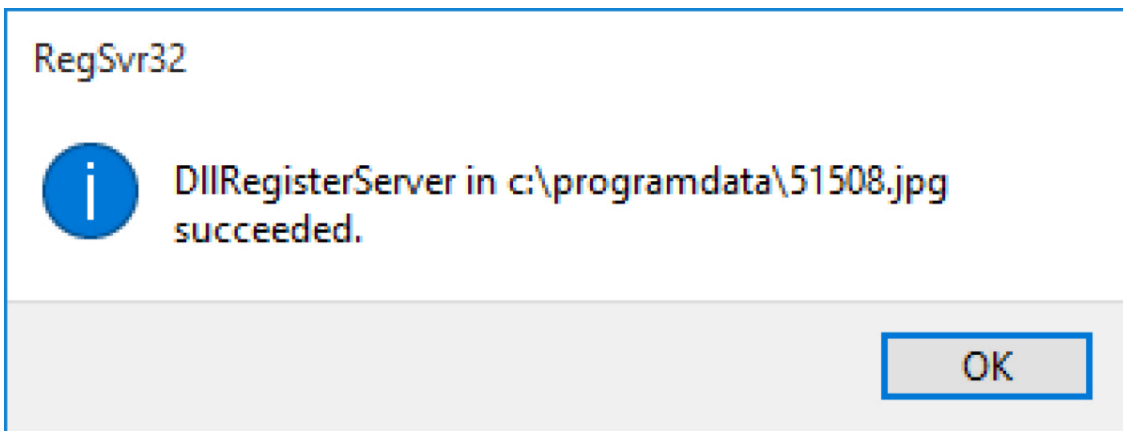 RegSvr32
DllRegisterServer in c:\programdata\51508.jpg
succeeded.
OK